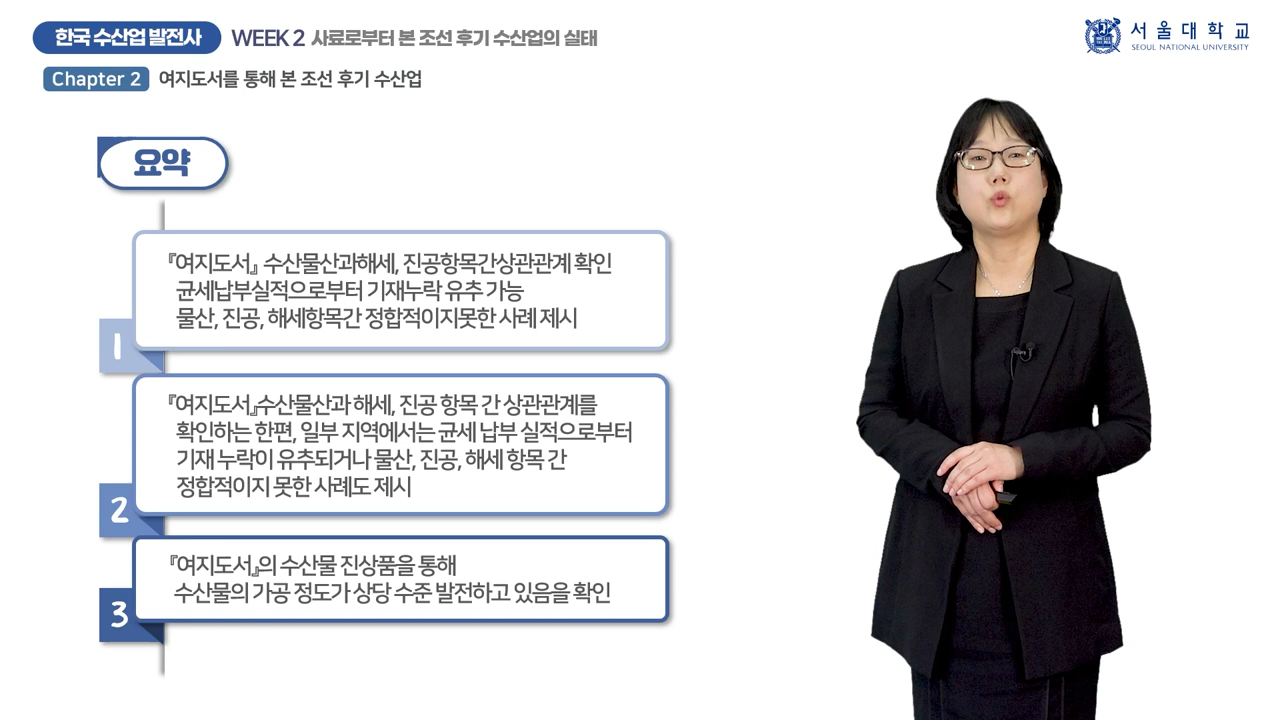 한국 수산업 발전사 WEEK 2 사료로부터 본 조선 후기 수산업의 실태
Chapter 2 여지도서를 통해 본 조선 후기 수산업
서울대학교
SEOUL NATIONAL UNIVERSITY
요약
1
『여지도서』 수산물산과해세, 진공항목간상관관계 확인
균세납부실적으로부터 기재누락 유추 가능
물산, 진공, 해세항목간 정합적이지못한 사례 제시
2
『여지도서』수산물산과 해세, 진공 항목 간 상관관계를
확인하는 한편, 일부 지역에서는 균세 납부 실적으로부터
기재 누락이 유추되거나 물산, 진공, 해세 항목 간
정합적이지 못한 사례도 제시
3
『여지도서』의 수산물 진상품을 통해
수산물의 가공 정도가 상당 수준 발전하고 있음을 확인